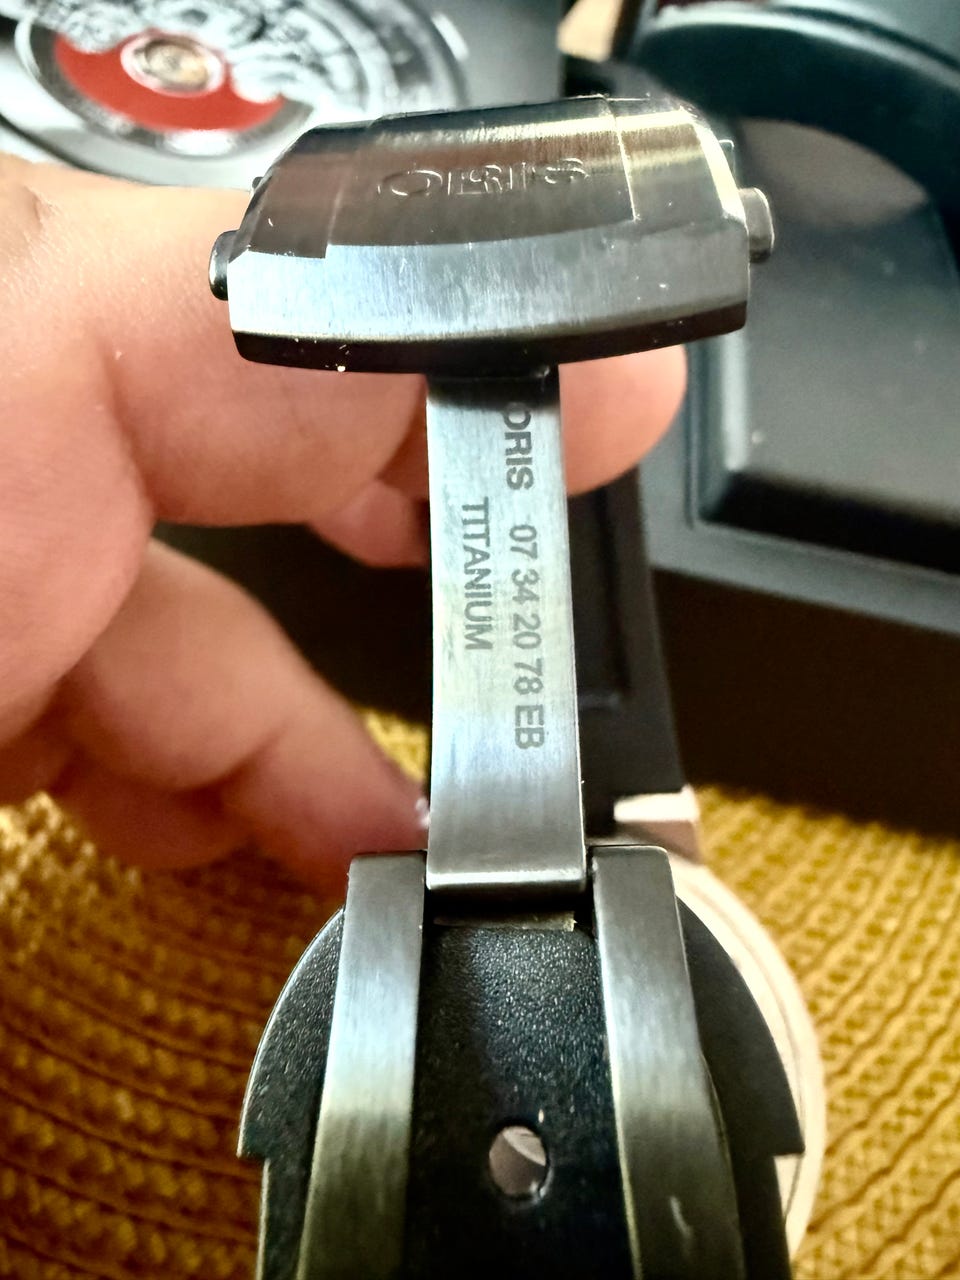 ORIS
ORIS 07 34 20 78 EB
TITANIUM